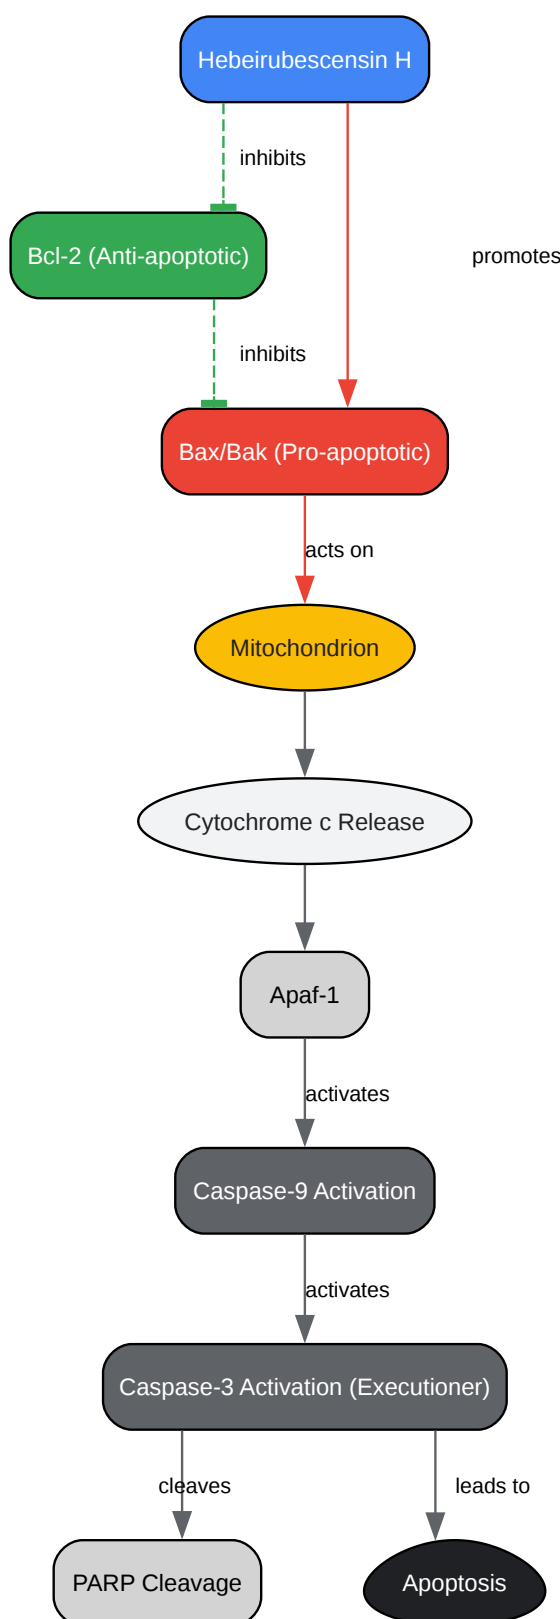 Hebeirubescensin H
inhibits
Bcl-2 (Anti-apoptotic)
promotes
inhibits
Bax/Bak (Pro-apoptotic)
acts on
Mitochondrion
Cytochrome c Release
Apaf-1
activates
Caspase-9 Activation
activates
Caspase-3 Activation (Executioner)
cleaves
leads to
PARP Cleavage
Apoptosis